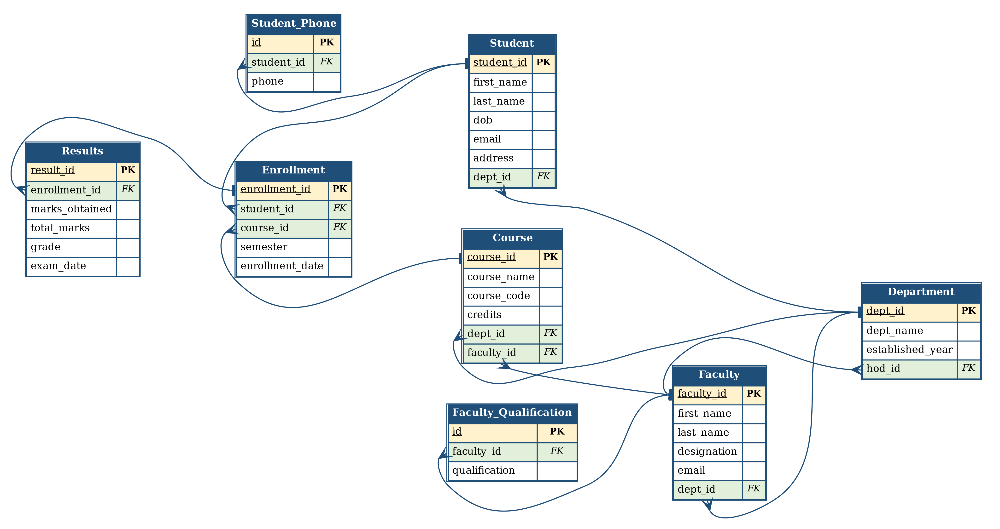 Student_Phone
id PK
student_id FK
phone
Student
student_id PK
first_name
last_name
dob
email
address
dept_id FK
Results
result_id PK
enrollment_id FK
marks_obtained
total_marks
grade
exam_date
Enrollment
enrollment_id PK
student_id FK
course_id FK
semester
enrollment_date
Course
course_id PK
course_name
course_code
credits
dept_id FK
faculty_id FK
Department
dept_id PK
dept_name
established_year
hod_id FK
Faculty
faculty_id PK
first_name
last_name
designation
email
dept_id FK
Faculty_Qualification
id PK
faculty_id FK
qualification